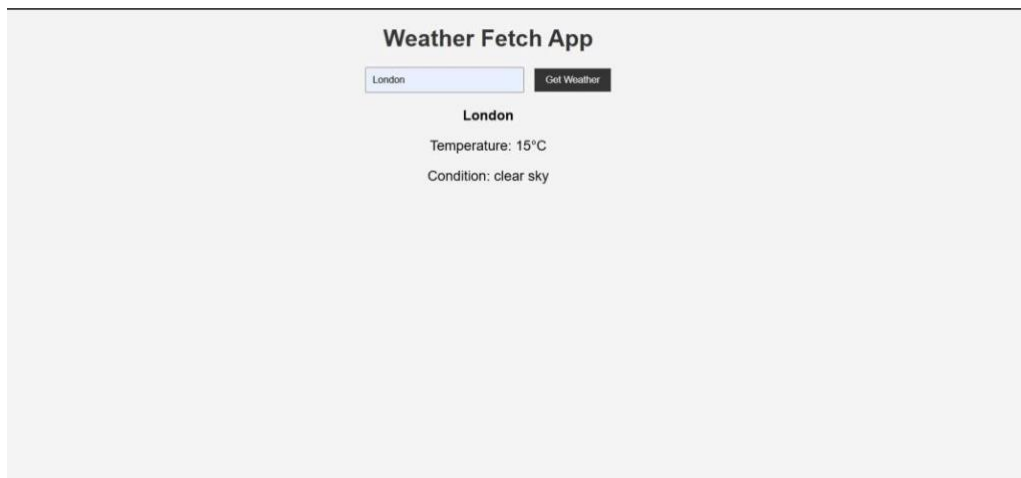 Weather Fetch App
London Get Weather
London
Temperature: 15°C
Condition: clear sky